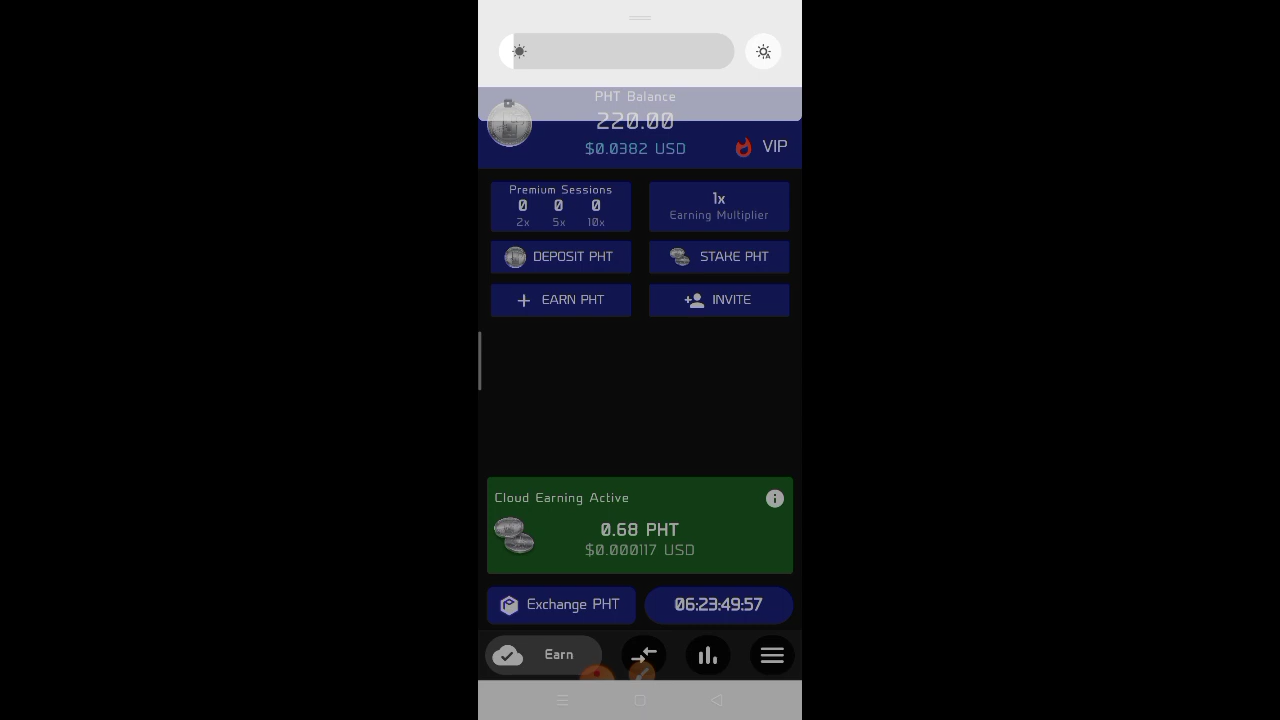 PHT Balance
220.00
$0.0382 USD
VIP
Premium Sessions
0 0 0
2x 5x 10x
1x
Earning Multiplier
DEPOSIT PHT
STAKE PHT
EARN PHT
INVITE
Cloud Earning Active
0.68 PHT
$0.000117 USD
Exchange PHT
06:23:49:57
Earn